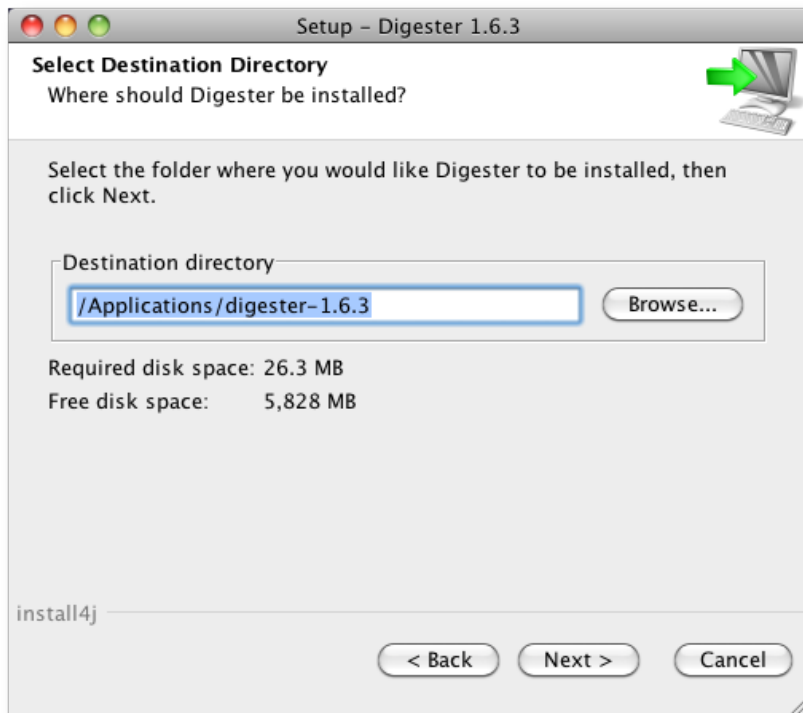 Setup – Digester 1.6.3
Select Destination Directory
Where should Digester be installed?
Select the folder where you would like Digester to be installed, then
click Next.
Destination directory
/Applications/digester-1.6.3
Browse...
Required disk space: 26.3 MB
Free disk space: 5,828 MB
install4j
< Back
Next >
Cancel